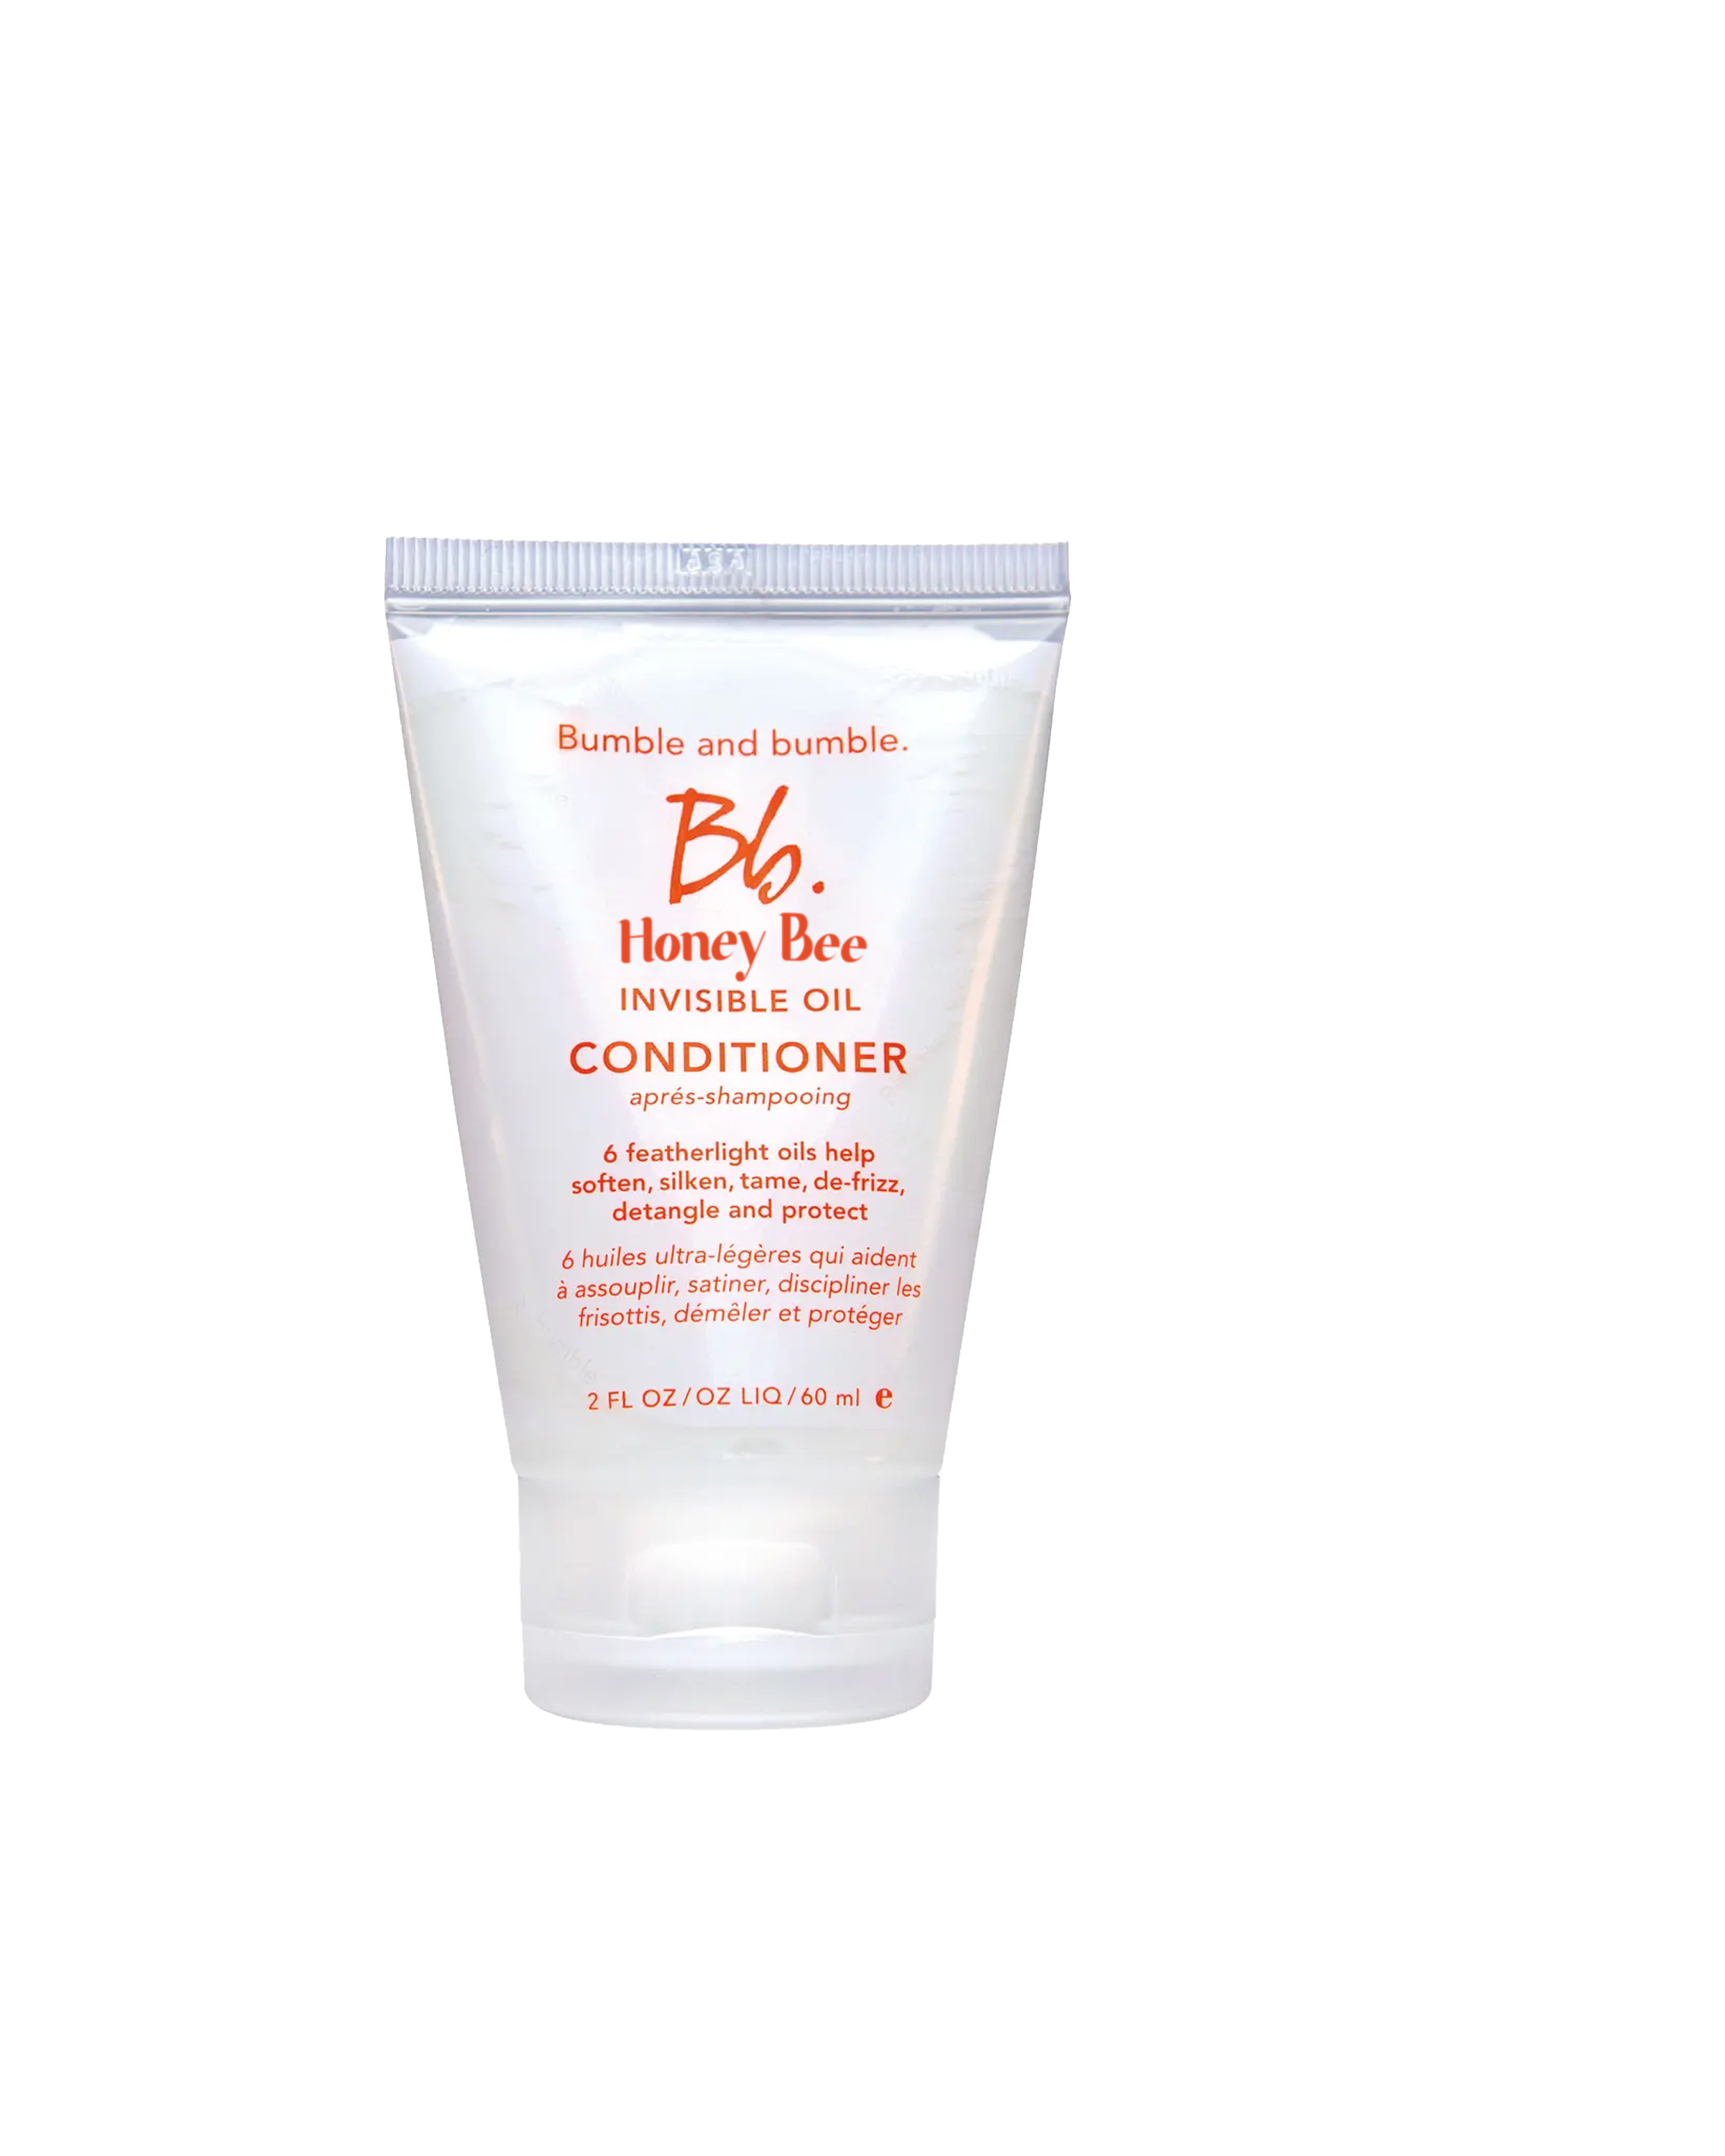 Bumble and bumble.
Bb.
Honey Bee
INVISIBLE OIL
CONDITIONER
aprés-shampooing
6 featherlight oils help
soften, silken, tame, de-frizz,
detangle and protect
6 huiles ultra-légères qui aident
à assouplir, satiner, discipliner les
frisottis, démêler et protéger
2 FL OZ/OZ LIQ/60 ml e